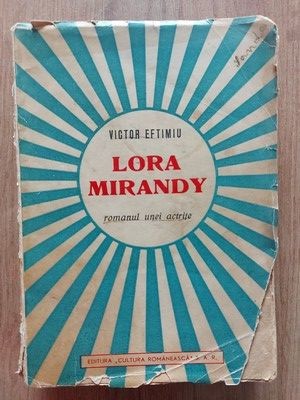 VICTOR EFTIMIU
LORA
MIRANDY
romanul unei actrițe
EDITURA „CULTURA ROMÂNEASCĂ" S. A. R.